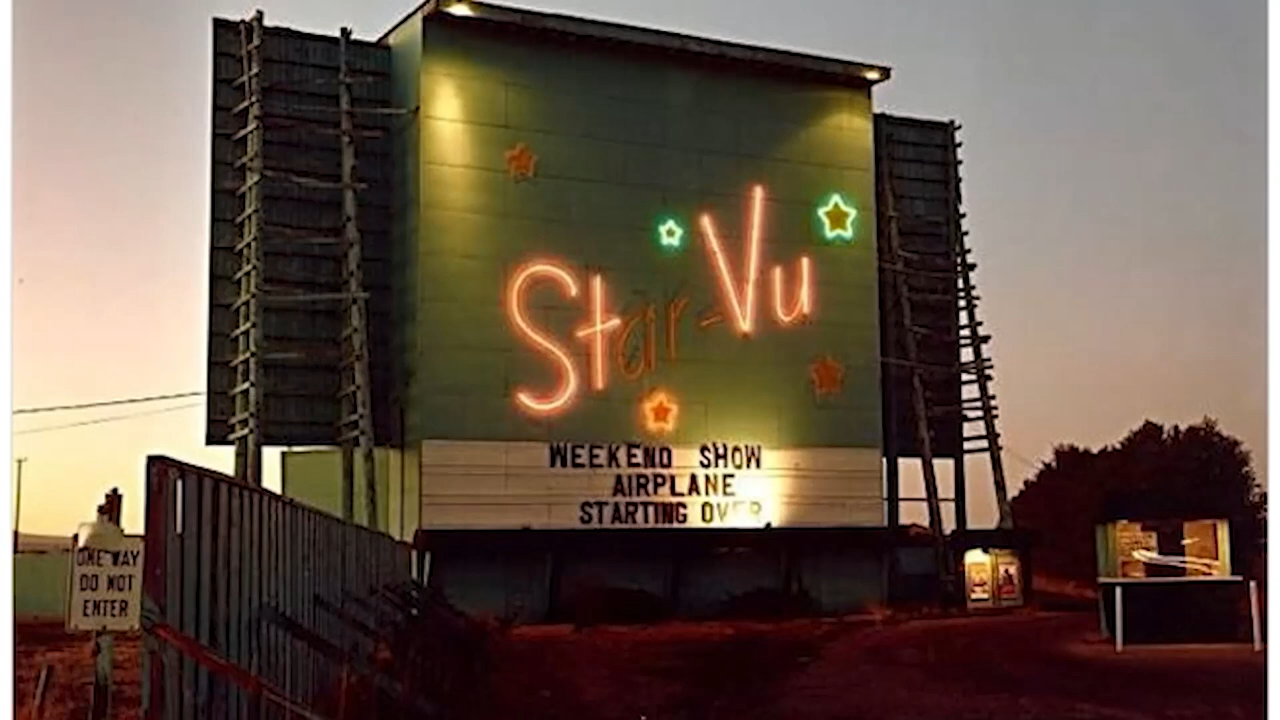 Star-Vu
WEEKEND SHOW
AIRPLANE
STARTING OVER
ONE WAY
DO NOT
ENTER